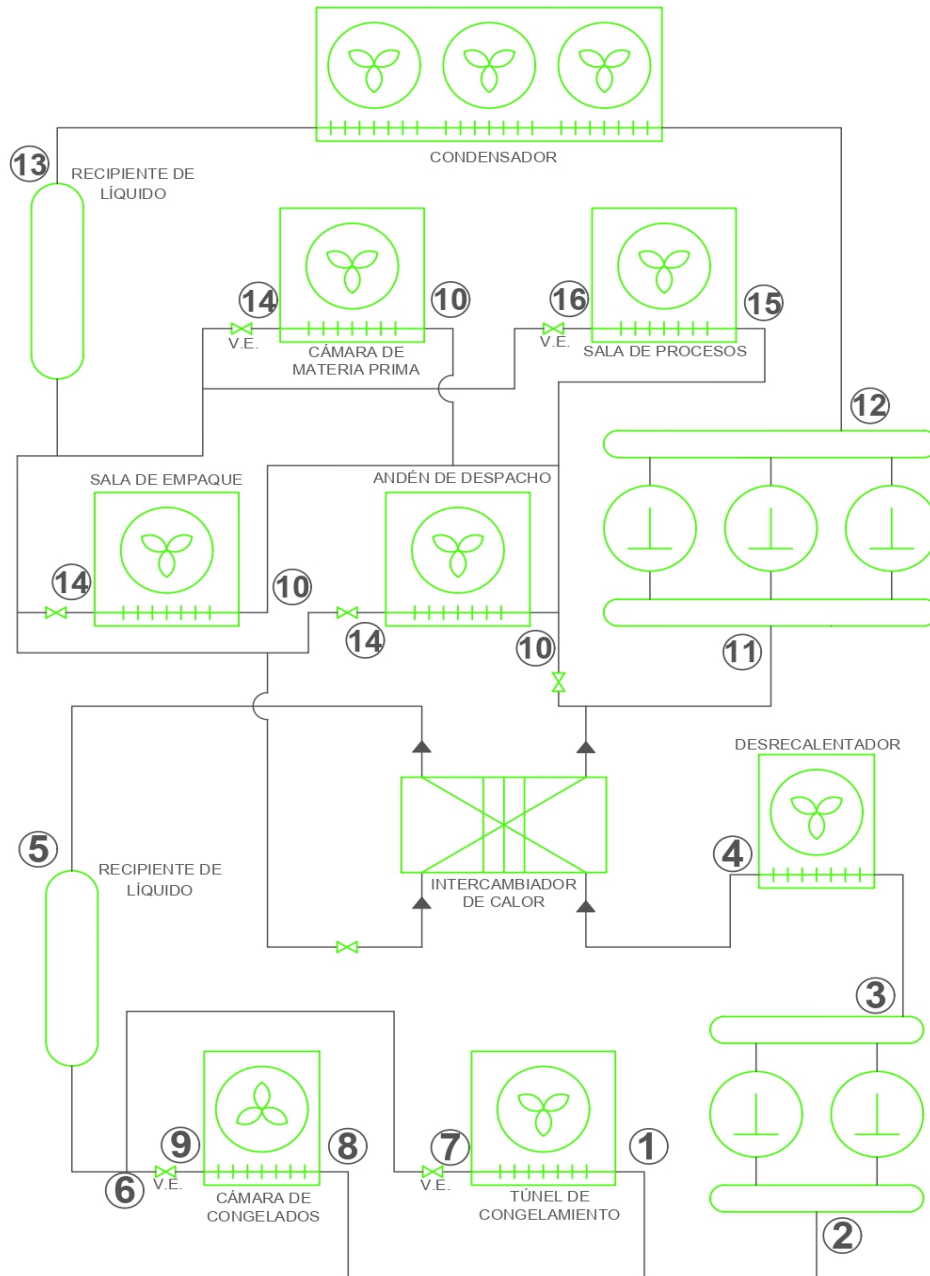 CONDENSADOR
13
RECIPIENTE DE
LÍQUIDO
14
10
16
15
V.E.
CÁMARA DE
MATERIA PRIMA
V.E.
SALA DE PROCESOS
12
SALA DE EMPAQUE
ANDÉN DE DESPACHO
14
10
14
10
11
DESRECALENTADOR
5
RECIPIENTE DE
LÍQUIDO
4
INTERCAMBIADOR
DE CALOR
3
9
8
7
1
6
V.E.
CÁMARA DE
CONGELADOS
V.E.
TÚNEL DE
CONGELAMIENTO
2